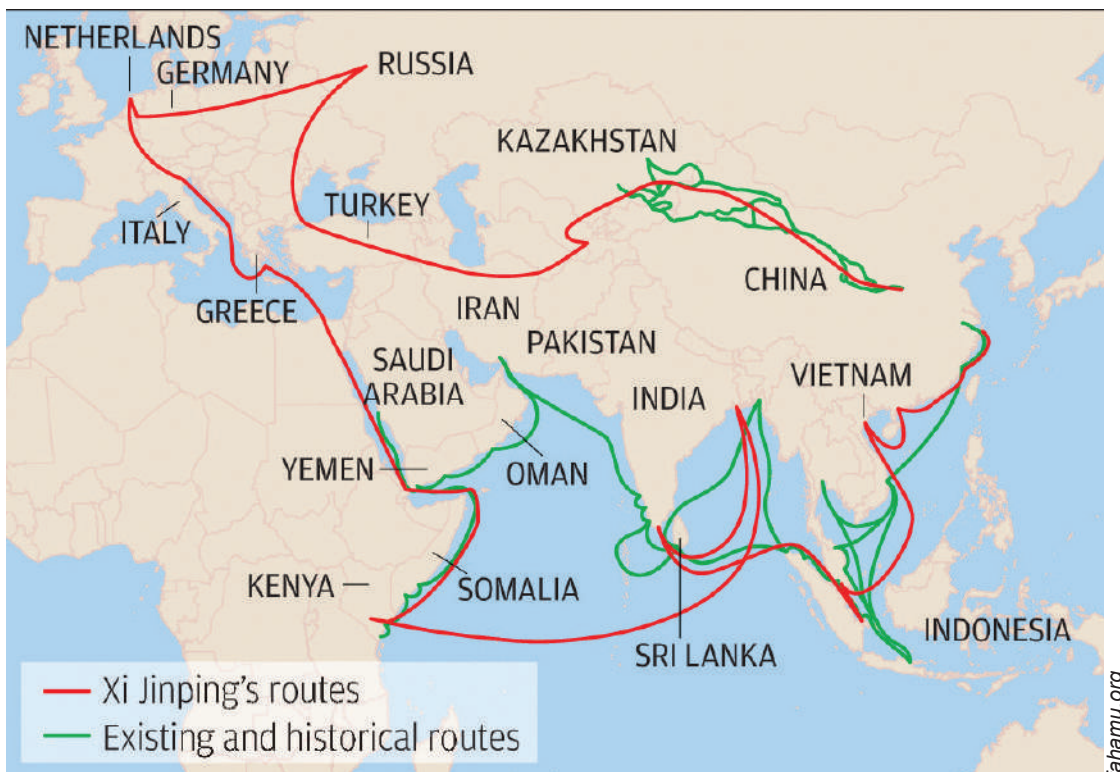 NETHERLANDS
GERMANY
RUSSIA
KAZAKHSTAN
ITALY
TURKEY
GREECE
CHINA
IRAN
PAKISTAN
SAUDI
ARABIA
INDIA
VIETNAM
YEMEN
OMAN
KENYA
SOMALIA
SRI LANKA
INDONESIA
Xi Jinping's routes
Existing and historical routes